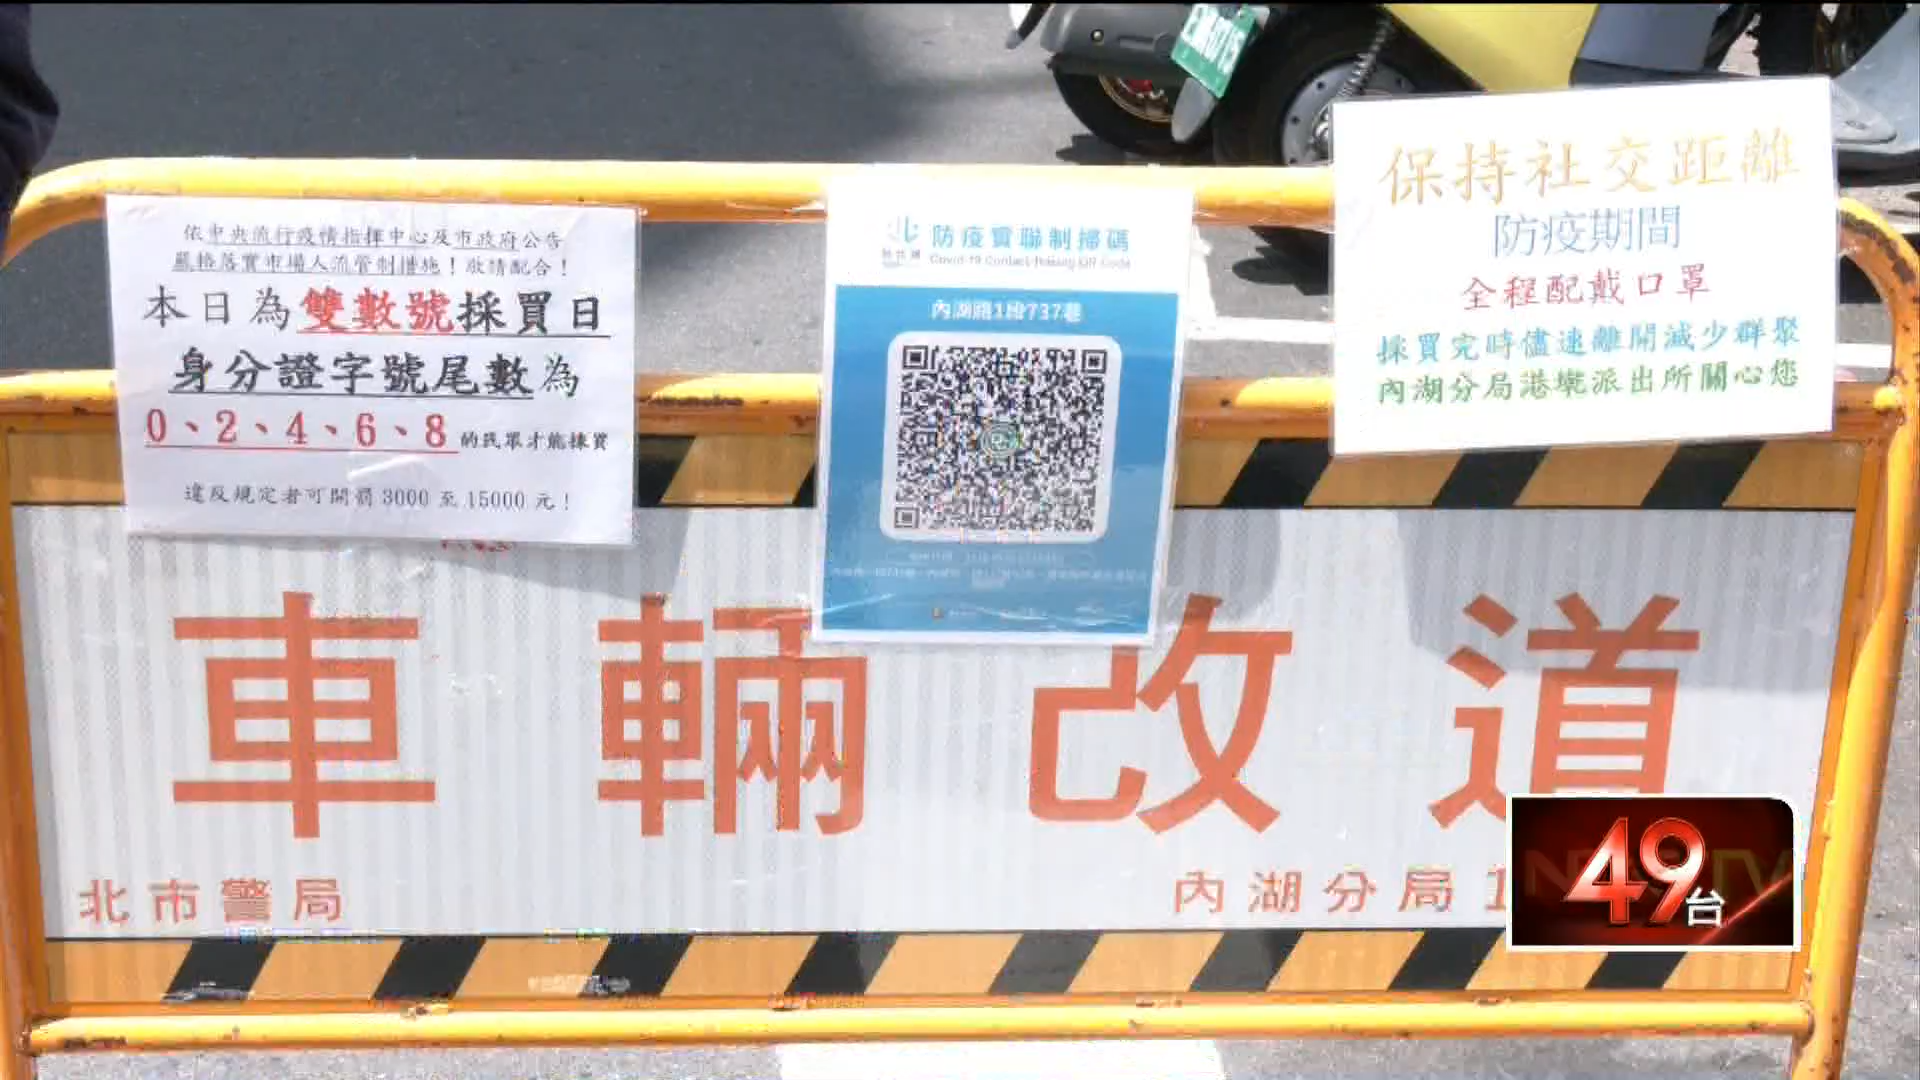 依中央流行疫情指揮中心及市政府公告
嚴格落實市場人流管制措施！敬請配合！
本日為雙數號採買日
身分證字號尾數為
0、2、4、6、8的民眾才能採買
違反規定者可開罰3000至15000元！
防疫實聯制掃碼
Covid-19 Contact-Tracing QR Code
內湖路1段737巷
保持社交距離
防疫期間
全程配戴口罩
採買完時儘速離開減少群聚
內湖分局港墘派出所關心您
車輛改道
北市警局
內湖分局1
49台